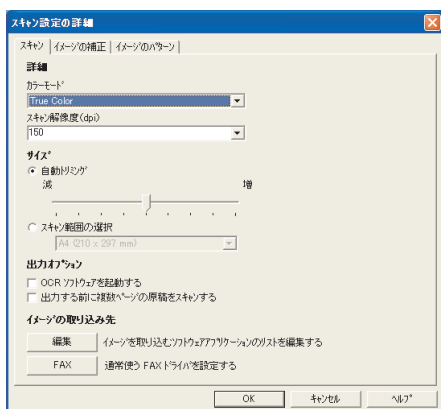 スキャン設定の詳細
スキャン イメージの補正 イメージのパターン
詳細
カラーモード
True Color
スキャン解像度(dpi)
150
サイズ
自動トリミング
減 増
スキャン範囲の選択
A4 (210 x 297 mm)
出力オプション
OCR ソフトウェアを起動する
出力する前に複数ページの原稿をスキャンする
イメージの取り込み先
編集 イメージを取り込むソフトウェアアプリケーションのリストを編集する
FAX 通常使う FAX ドライバを設定する
OK キャンセル ヘルプ